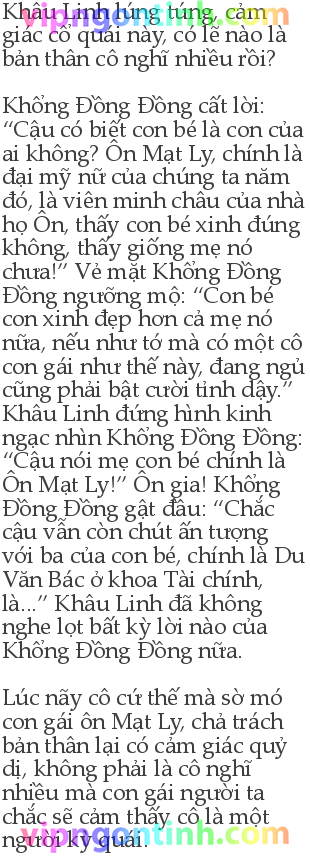 Khâu Linh lúng túng, cảm
giác cổ quái này, có lẽ nào là
bản thân cô nghĩ nhiều rồi?
Khổng Đồng Đồng cất lời:
“Cậu có biết con bé là con của
ai không? Ôn Mạt Ly, chính là
đại mỹ nữ của chúng ta năm
đó, là viên minh châu của nhà
họ Ôn, thấy con bé xinh đúng
không, thấy giống mẹ nó
chưa!” Vẻ mặt Khổng Đồng
Đồng ngưỡng mộ: “Con bé
còn xinh đẹp hơn cả mẹ nó
nữa, nếu như tớ mà có một cô
con gái như thế này, đang ngủ
cũng phải bật cười tỉnh dậy.”
Khâu Linh đứng hình kinh
ngạc nhìn Khổng Đồng Đồng:
“Cậu nói mẹ con bé chính là
Ôn Mạt Ly!” Ôn gia! Khổng
Đồng Đồng gật đầu: “Chắc
cậu vẫn còn chút ấn tượng
với ba của con bé, chính là Du
Văn Bác ở khoa Tài chính,
là...” Khâu Linh đã không
nghe lọt bất kỳ lời nào của
Khổng Đồng Đồng nữa.
Lúc nãy cô cứ thế mà sờ mó
con gái ôn Mạt Ly, chả trách
bản thân lại có cảm giác quỷ
dị, không phải là cô nghĩ
nhiều mà con gái người ta
chắc sẽ cảm thấy cô là một
người kỳ quái.
vipngontinh.com
vipngontinh.com